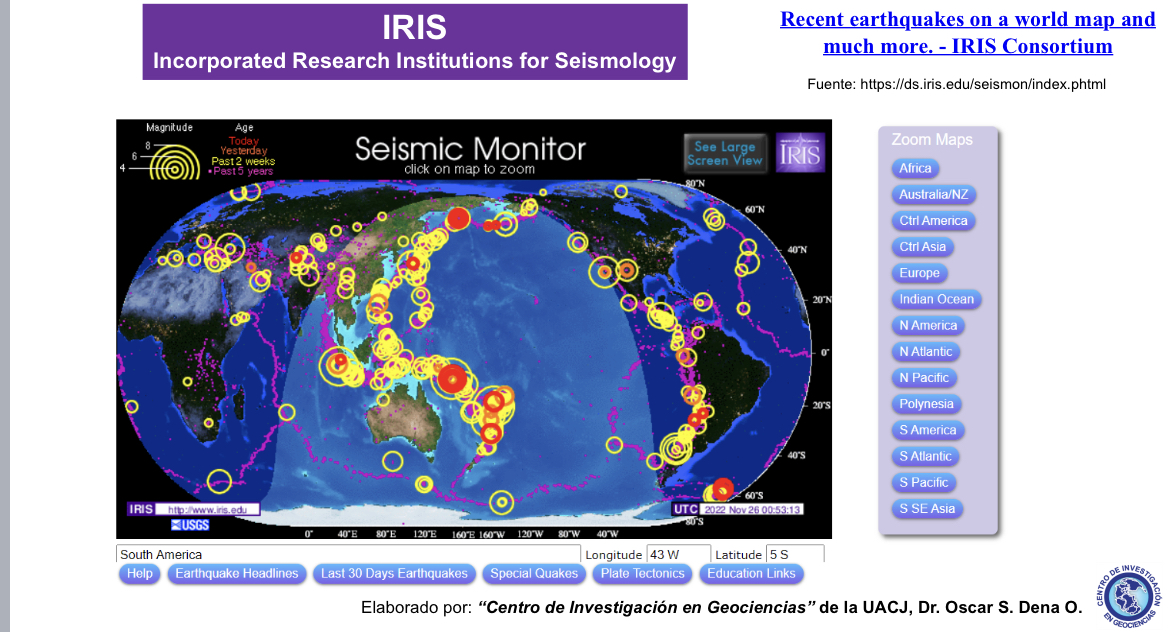 IRIS
Incorporated Research Institutions for Seismology
Recent earthquakes on a world map and
much more. - IRIS Consortium
Fuente: https://ds.iris.edu/seismon/index.phtml
Magnitude
8
6
4
Age
Today
Yesterday
Past 2 weeks
Past 5 years
Seismic Monitor
click on map to zoom
See Large
Screen View
IRIS
80°N
60°N
40°N
20°N
0°
20°S
40°S
60°S
80°S
IRIS http://www.iris.edu
USGS
UTC 2022 Nov 26 00:53:13
0° 40°E 80°E 120°E 160°E 160°W 120°W 80°W 40°W
Zoom Maps
Africa
Australia/NZ
Ctrl America
Ctrl Asia
Europe
Indian Ocean
N America
N Atlantic
N Pacific
Polynesia
S America
S Atlantic
S Pacific
S SE Asia
South America Longitude 43 W Latitude 5 S
Help Earthquake Headlines Last 30 Days Earthquakes Special Quakes Plate Tectonics Education Links
Elaborado por: “Centro de Investigación en Geociencias” de la UACJ, Dr. Oscar S. Dena O.
CENTRO DE INVESTIGACIÓN
EN GEOCIENCIAS